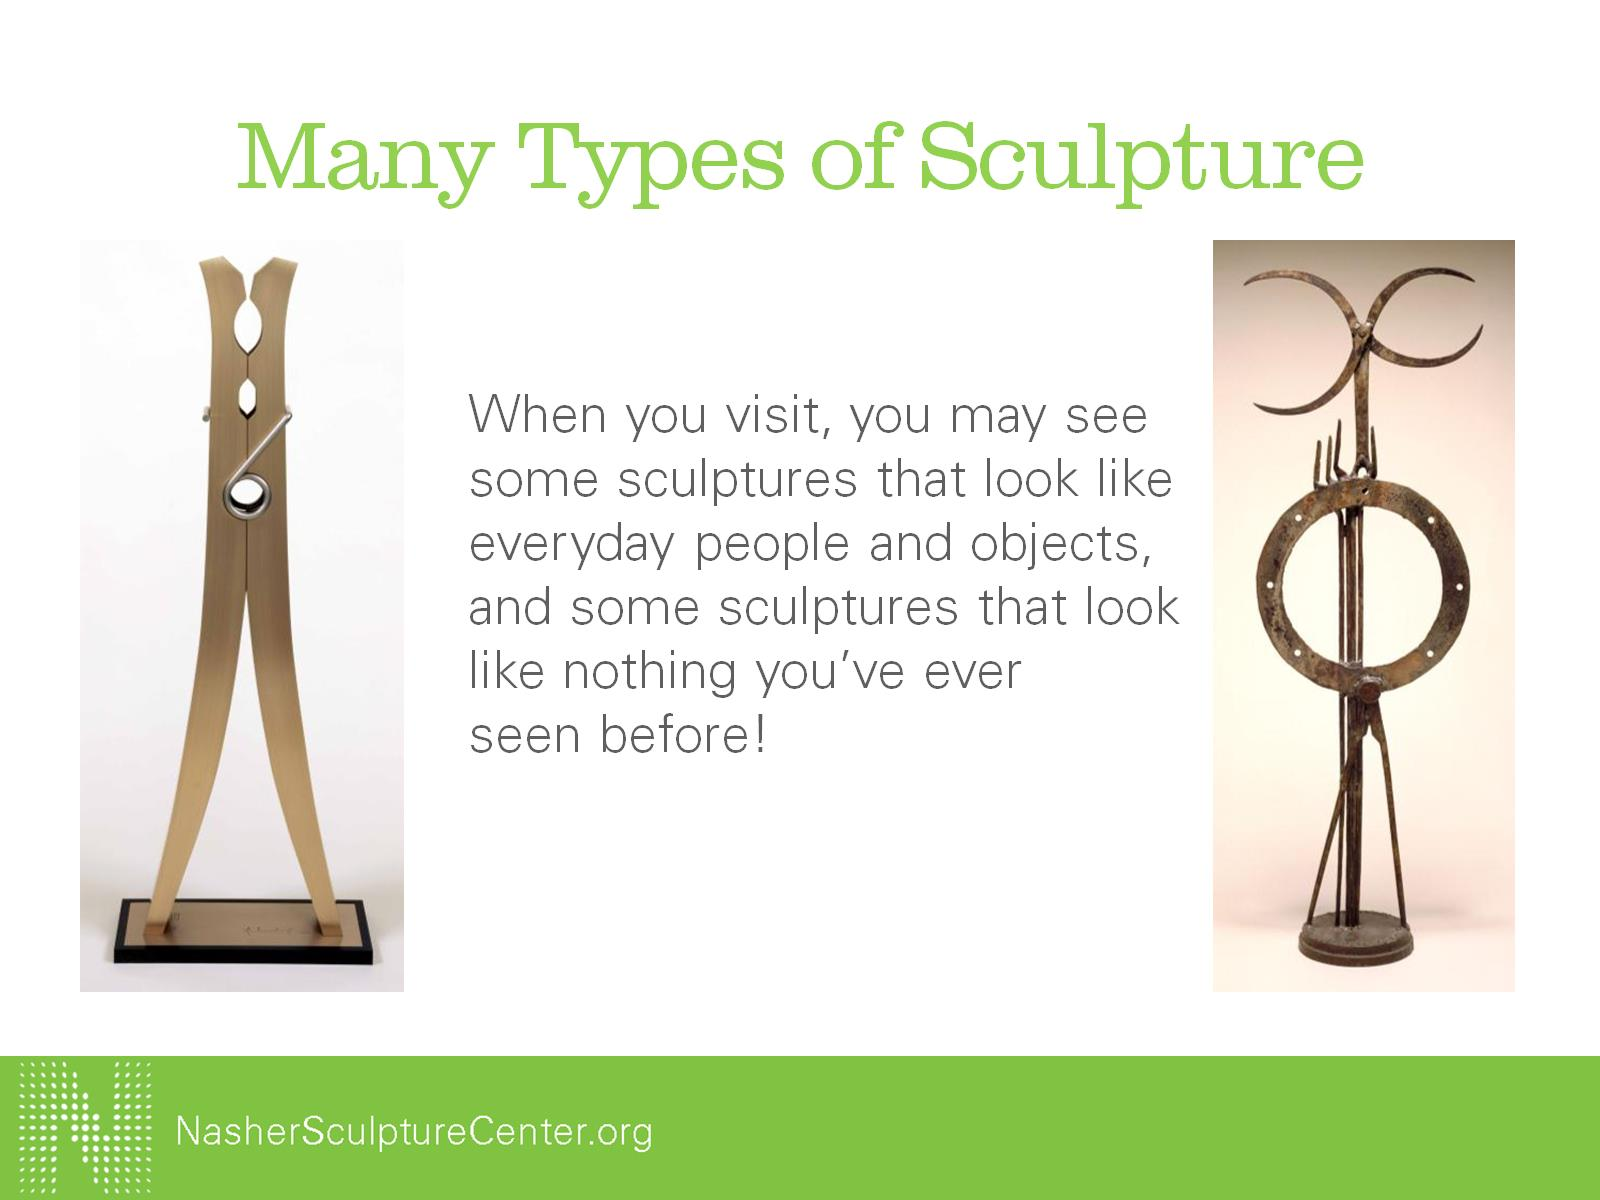 Many Types of Sculpture
When you visit, you may see
some sculptures that look like
everyday people and objects,
and some sculptures that look
like nothing you’ve ever
seen before!
NasherSculptureCenter.org